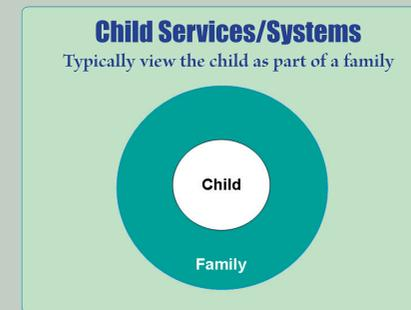 Child Services/Systems
Typically view the child as part of a family
Child
Family